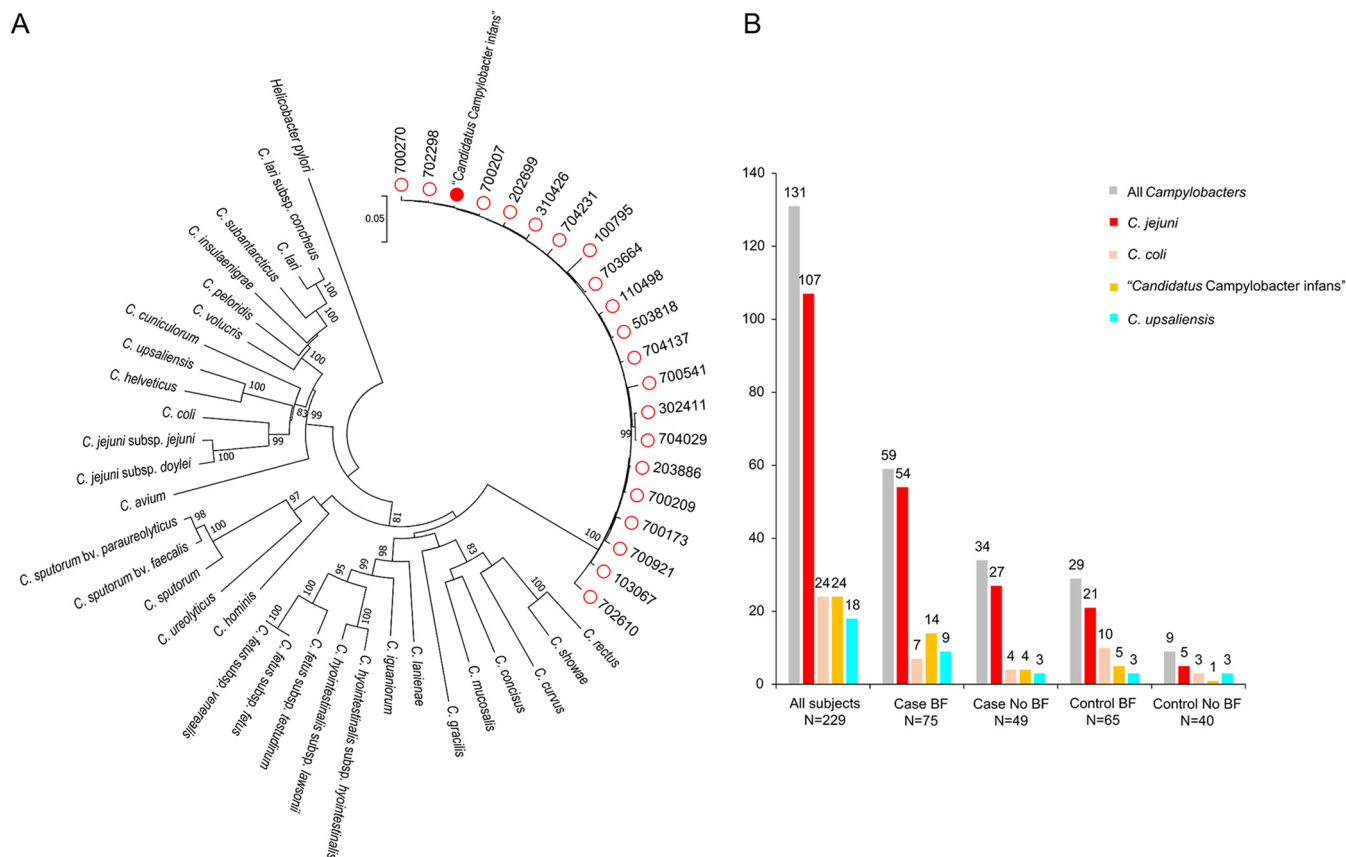 A
B
Helicobacter pylori
C. lari subsp. concheus
C. lari
C. subantarcticus
C. insulaenigrae
C. peloridis
C. volucris
C. cuniculorum
C. upsaliensis
C. helveticus
C. coli
C. jejuni subsp. jejuni
C. jejuni subsp. doylei
C. avium
C. sputorum bv. paraureolyticus
C. sputorum bv. faecalis
C. sputorum
C. ureolyticus
C. hominis
C. fetus subsp. venerealis
C. fetus subsp. fetus
C. fetus subsp. testudinum
C. hyointestinalis subsp. lawsonii
C. hyointestinalis subsp. hyointestinalis
C. iguaniorum
C. lanienae
C. gracilis
C. mucosalis
C. concisus
C. curvus
C. showae
C. rectus
700270
702298
"Candidatus Campylobacter infans"
700207
202699
310426
704231
100795
703664
110498
503818
704137
700541
302411
704029
203886
700209
700173
700921
103067
702610
0.05
100
100
100
100
83
99
99
100
98
100
97
81
98
99
95
100
100
100
83
100
100
99
140
120
100
80
60
40
20
0
131
107
24
24
18
59
54
7
14
9
34
27
4
4
3
29
21
10
5
3
9
5
3
1
3
All subjects
N=229
Case BF
N=75
Case No BF
N=49
Control BF
N=65
Control No BF
N=40
All Campylobacters
C. jejuni
C. coli
"Candidatus Campylobacter infans"
C. upsaliensis